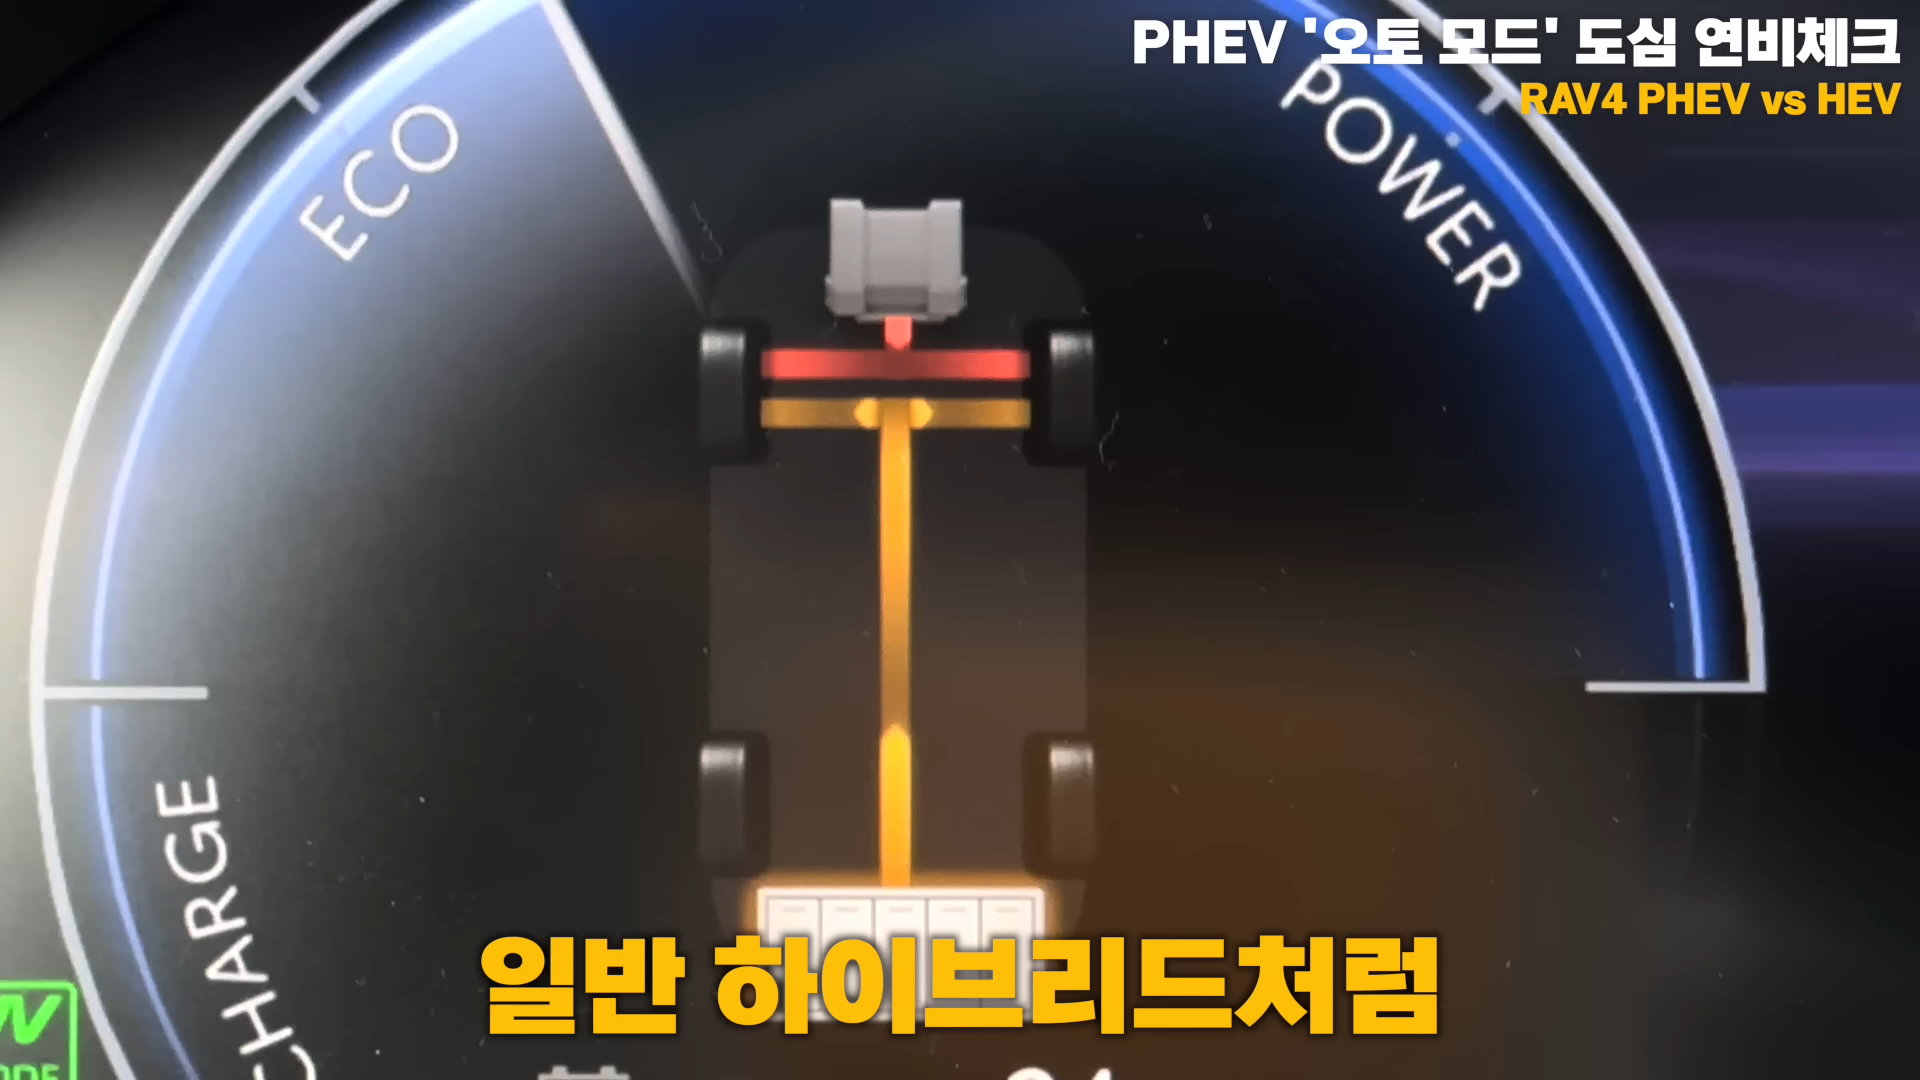 PHEV '오토 모드' 도심 연비체크
RAV4 PHEV vs HEV
ECO
POWER
CHARGE
일반 하이브리드처럼